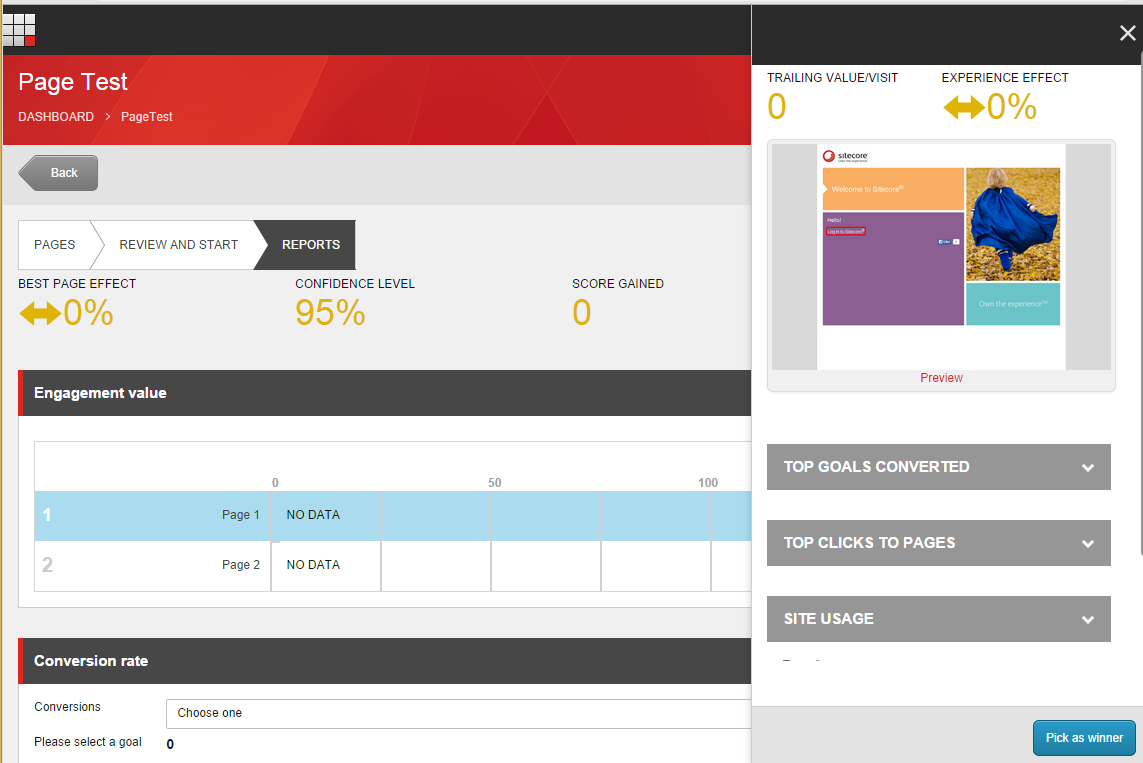 Page Test
DASHBOARD > PageTest
Back
PAGES
REVIEW AND START
REPORTS
BEST PAGE EFFECT
0%
CONFIDENCE LEVEL
95%
SCORE GAINED
0
Engagement value
0 50 100
1 Page 1 NO DATA
2 Page 2 NO DATA
Conversion rate
Conversions Choose one
Please select a goal 0
TRAILING VALUE/VISIT
0
EXPERIENCE EFFECT
0%
sitecore
Own the experience
Welcome to Sitecore®
Hello!
Log in to Sitecore®
Own the experience™
Preview
TOP GOALS CONVERTED
TOP CLICKS TO PAGES
SITE USAGE
Pick as winner